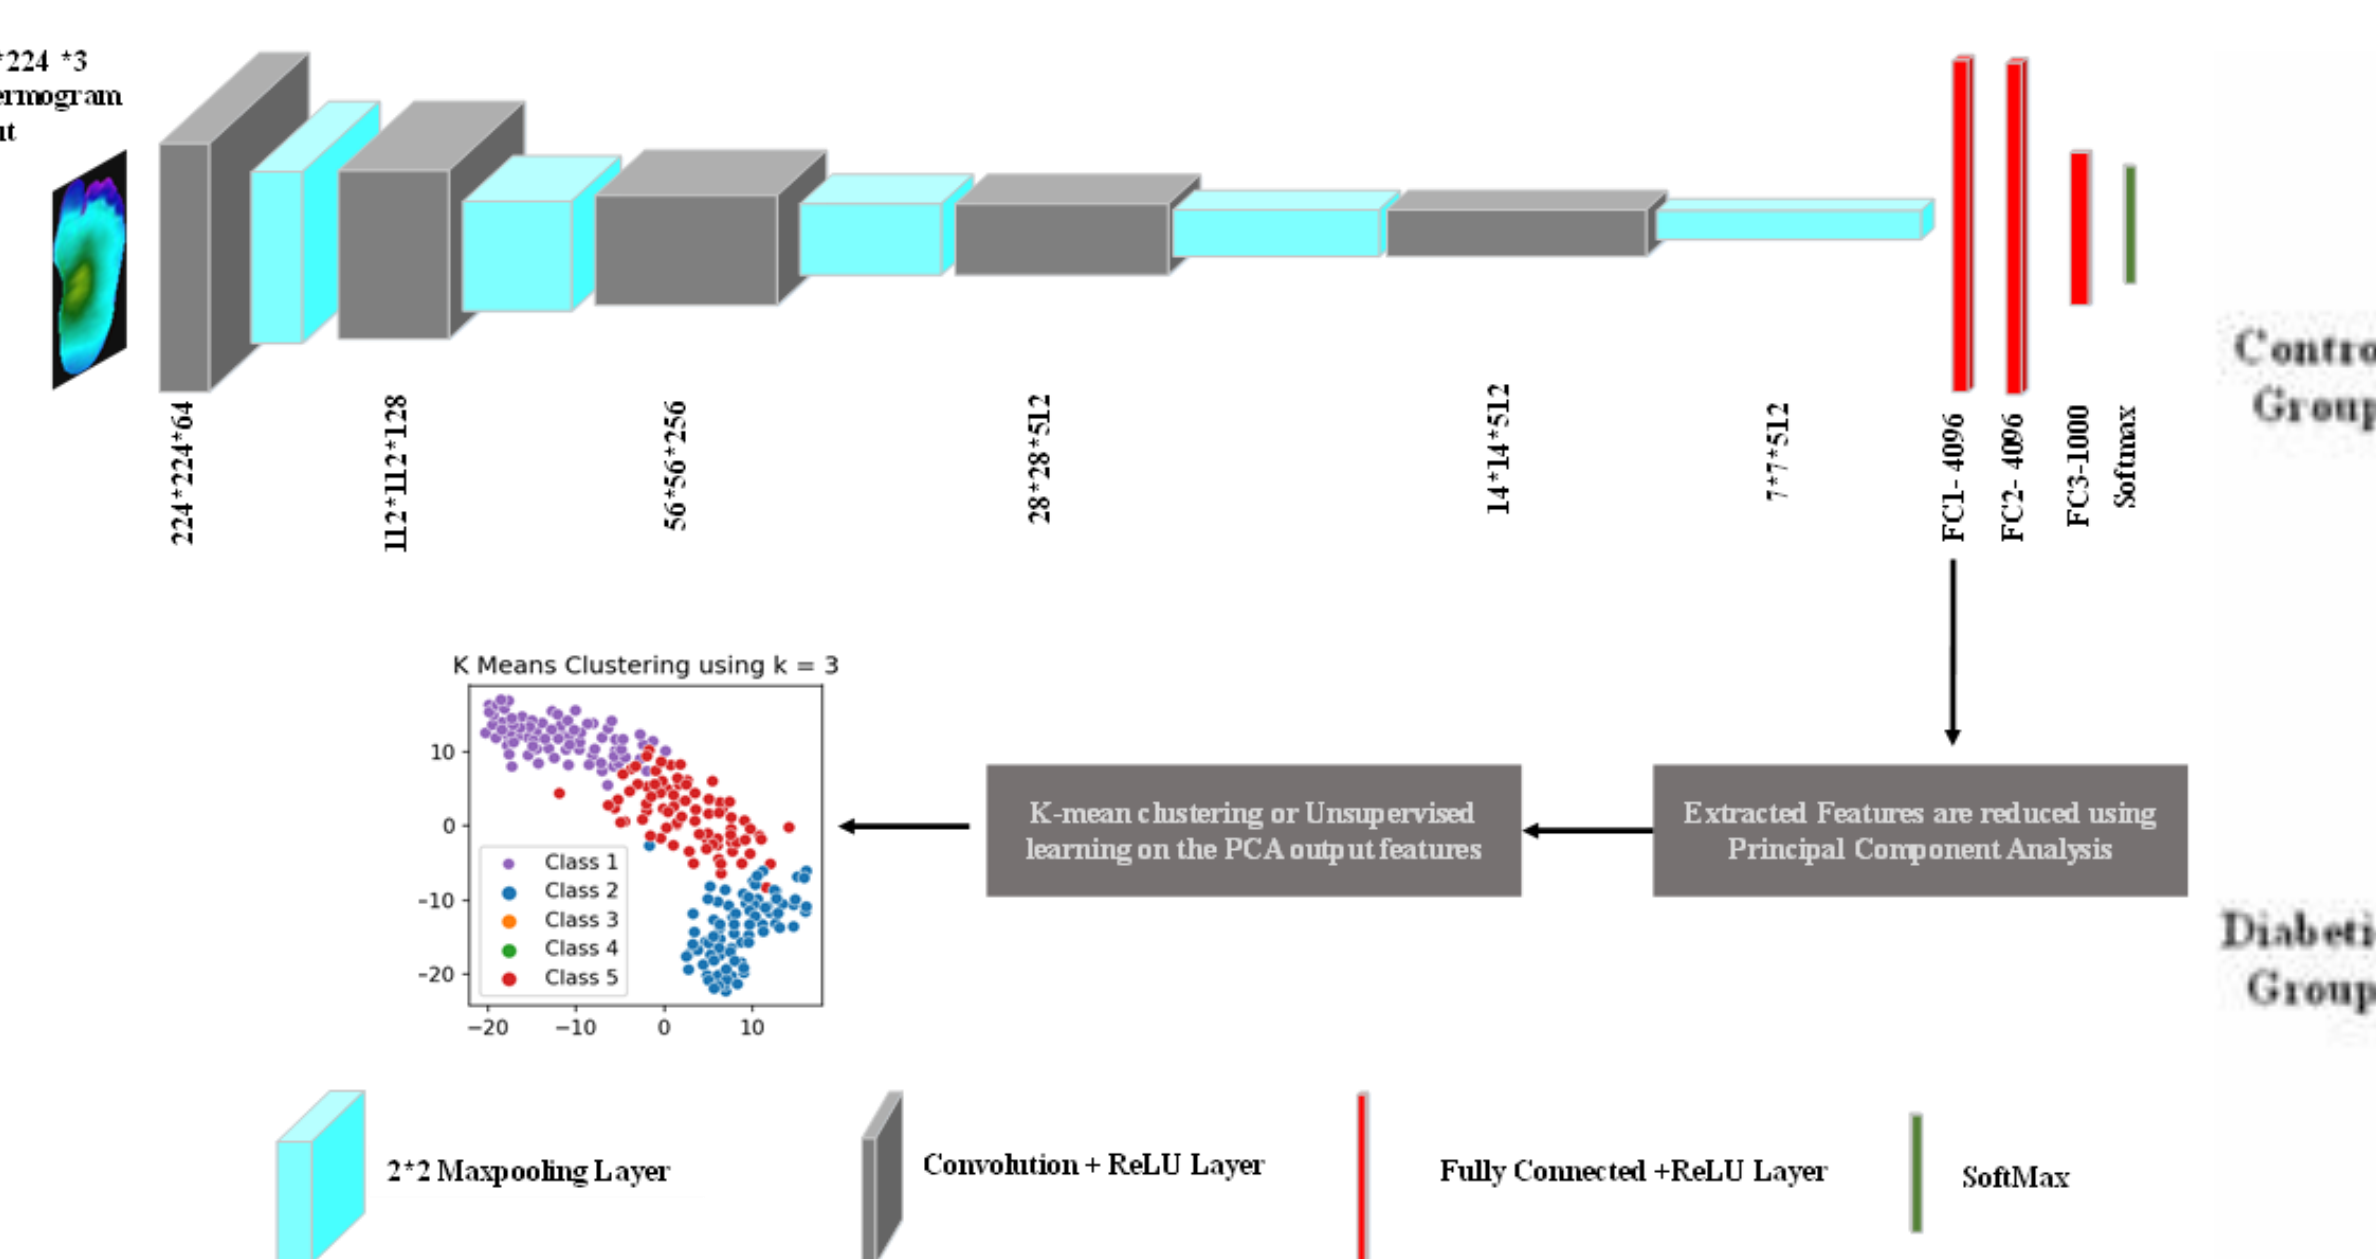 *224 *3
224*224*64
112*112*128
56*56*256
28*28*512
14*14*512
7*7*512
FC1- 4096
FC2- 4096
FC3-1000
Softmax
K Means Clustering using k = 3
10
0
-10
-20
-20
-10
0
10
Class 1
Class 2
Class 3
Class 4
Class 5
K-mean clustering or Unsupervised
learning on the PCA output features
Extracted Features are reduced using
Principal Component Analysis
Contro
Group
Diabeti
Group
2*2 Maxpooling Layer
Convolution + ReLU Layer
Fully Connected +ReLU Layer
SoftMax